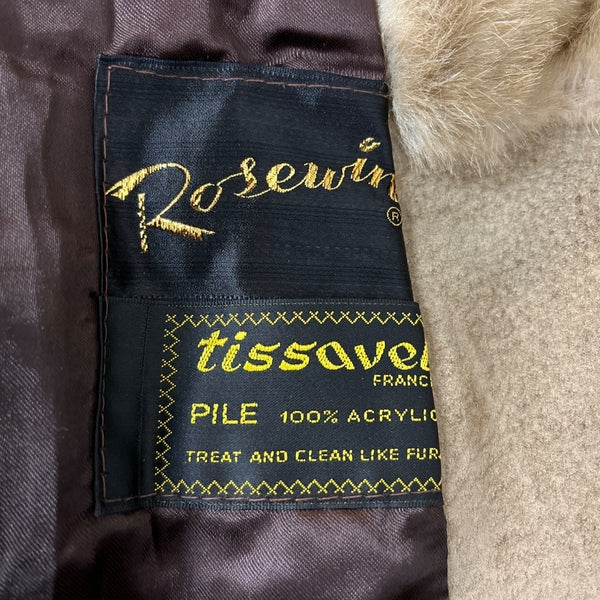 Rosewin
®
tissavel
FRANC
PILE 100% ACRYLIC
TREAT AND CLEAN LIKE FUR